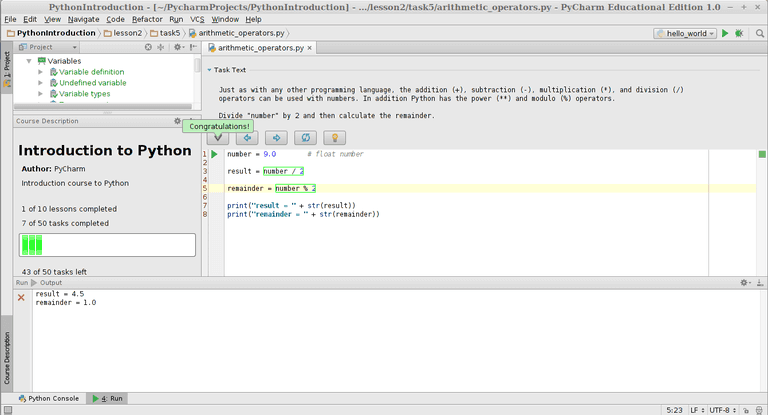 PythonIntroduction - [~/PycharmProjects/PythonIntroduction] - .../lesson2/task5/arithmetic_operators.py - PyCharm Educational Edition 1.0
File Edit View Navigate Code Refactor Run VCS Window Help
PythonIntroduction lesson2 task5 arithmetic_operators.py hello_world
1: Project
Project
arithmetic_operators.py
Variables
Variable definition
Undefined variable
Variable types
Task Text
Just as with any other programming language, the addition (+), subtraction (-), multiplication (*), and division (/)
operators can be used with numbers. In addition Python has the power (**) and modulo (%) operators.
Divide "number" by 2 and then calculate the remainder.
Course Description
Congratulations!
Introduction to Python
Author: PyCharm
Introduction course to Python
1 of 10 lessons completed
7 of 50 tasks completed
43 of 50 tasks left
1 number = 9.0 # float number
2
3 result = number / 2
4
5 remainder = number % 2
6
7 print("result = " + str(result))
8 print("remainder = " + str(remainder))
Run Output
result = 4.5
remainder = 1.0
Course Description
Python Console 4: Run
5:23 LF UTF-8